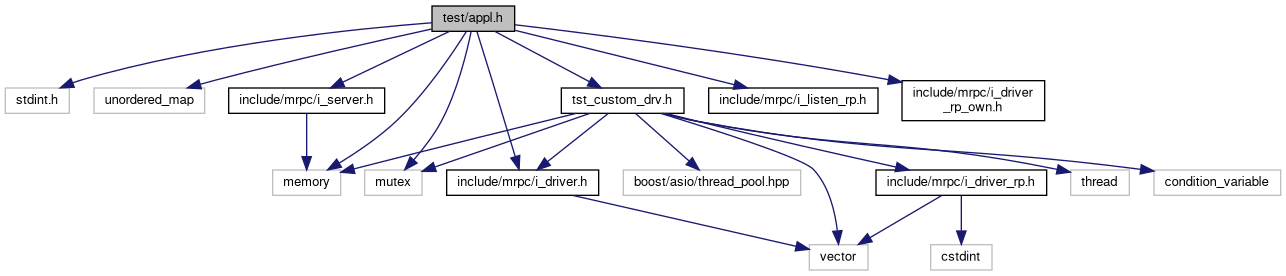 test/appl.h
stdint.h
unordered_map
include/mrpc/i_server.h
tst_custom_drv.h
include/mrpc/i_listen_rp.h
include/mrpc/i_driver
_rp_own.h
memory
mutex
include/mrpc/i_driver.h
boost/asio/thread_pool.hpp
include/mrpc/i_driver_rp.h
thread
condition_variable
vector
cstdint